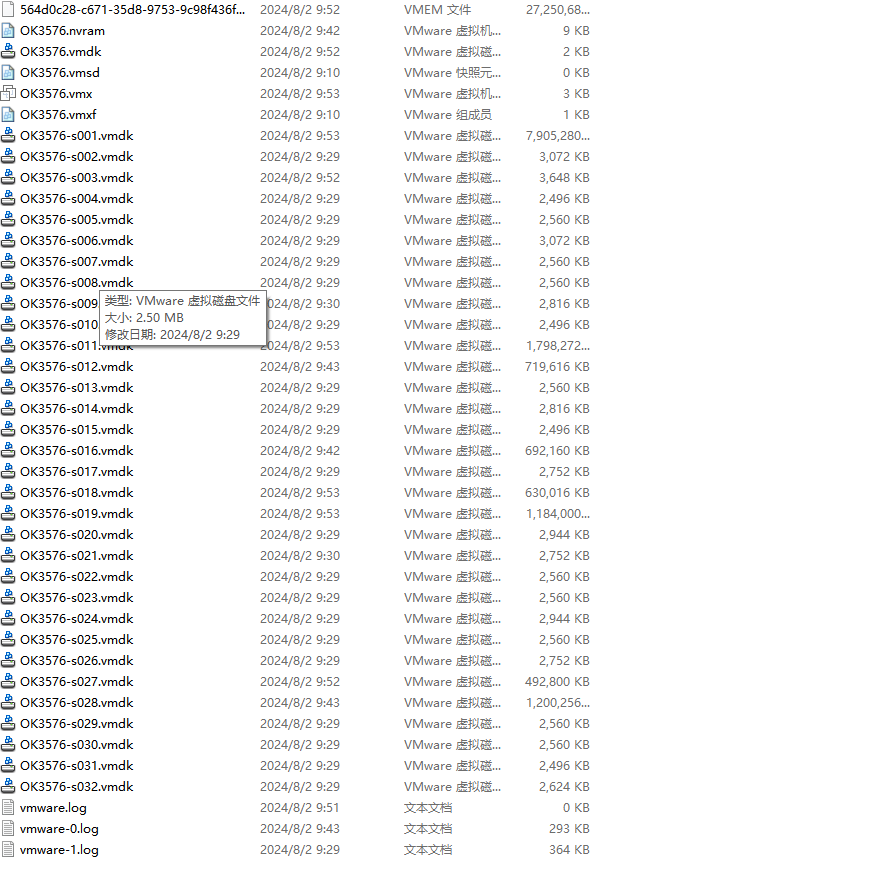 564d0c28-c671-35d8-9753-9c98f436f... 2024/8/2 9:52 VMEM 文件 27,250,68...
OK3576.nvram 2024/8/2 9:42 VMware 虚拟机... 9 KB
OK3576.vmdk 2024/8/2 9:52 VMware 虚拟磁... 2 KB
OK3576.vmsd 2024/8/2 9:10 VMware 快照元... 0 KB
OK3576.vmx 2024/8/2 9:53 VMware 虚拟机... 3 KB
OK3576.vmxf 2024/8/2 9:10 VMware 组成员 1 KB
OK3576-s001.vmdk 2024/8/2 9:53 VMware 虚拟磁... 7,905,280...
OK3576-s002.vmdk 2024/8/2 9:29 VMware 虚拟磁... 3,072 KB
OK3576-s003.vmdk 2024/8/2 9:52 VMware 虚拟磁... 3,648 KB
OK3576-s004.vmdk 2024/8/2 9:29 VMware 虚拟磁... 2,496 KB
OK3576-s005.vmdk 2024/8/2 9:29 VMware 虚拟磁... 2,560 KB
OK3576-s006.vmdk 2024/8/2 9:29 VMware 虚拟磁... 3,072 KB
OK3576-s007.vmdk 2024/8/2 9:29 VMware 虚拟磁... 2,560 KB
OK3576-s008.vmdk 2024/8/2 9:29 VMware 虚拟磁... 2,560 KB
OK3576-s009 024/8/2 9:30 VMware 虚拟磁... 2,816 KB
类型: VMware 虚拟磁盘文件
大小: 2.50 MB
修改日期: 2024/8/2 9:29
OK3576-s010 024/8/2 9:29 VMware 虚拟磁... 2,496 KB
OK3576-s011.vmdk 2024/8/2 9:53 VMware 虚拟磁... 1,798,272...
OK3576-s012.vmdk 2024/8/2 9:43 VMware 虚拟磁... 719,616 KB
OK3576-s013.vmdk 2024/8/2 9:29 VMware 虚拟磁... 2,560 KB
OK3576-s014.vmdk 2024/8/2 9:29 VMware 虚拟磁... 2,816 KB
OK3576-s015.vmdk 2024/8/2 9:29 VMware 虚拟磁... 2,496 KB
OK3576-s016.vmdk 2024/8/2 9:42 VMware 虚拟磁... 692,160 KB
OK3576-s017.vmdk 2024/8/2 9:29 VMware 虚拟磁... 2,752 KB
OK3576-s018.vmdk 2024/8/2 9:53 VMware 虚拟磁... 630,016 KB
OK3576-s019.vmdk 2024/8/2 9:53 VMware 虚拟磁... 1,184,000...
OK3576-s020.vmdk 2024/8/2 9:29 VMware 虚拟磁... 2,944 KB
OK3576-s021.vmdk 2024/8/2 9:30 VMware 虚拟磁... 2,752 KB
OK3576-s022.vmdk 2024/8/2 9:29 VMware 虚拟磁... 2,560 KB
OK3576-s023.vmdk 2024/8/2 9:29 VMware 虚拟磁... 2,560 KB
OK3576-s024.vmdk 2024/8/2 9:29 VMware 虚拟磁... 2,944 KB
OK3576-s025.vmdk 2024/8/2 9:29 VMware 虚拟磁... 2,560 KB
OK3576-s026.vmdk 2024/8/2 9:29 VMware 虚拟磁... 2,752 KB
OK3576-s027.vmdk 2024/8/2 9:52 VMware 虚拟磁... 492,800 KB
OK3576-s028.vmdk 2024/8/2 9:43 VMware 虚拟磁... 1,200,256...
OK3576-s029.vmdk 2024/8/2 9:29 VMware 虚拟磁... 2,560 KB
OK3576-s030.vmdk 2024/8/2 9:29 VMware 虚拟磁... 2,560 KB
OK3576-s031.vmdk 2024/8/2 9:29 VMware 虚拟磁... 2,496 KB
OK3576-s032.vmdk 2024/8/2 9:29 VMware 虚拟磁... 2,624 KB
vmware.log 2024/8/2 9:51 文本文档 0 KB
vmware-0.log 2024/8/2 9:43 文本文档 293 KB
vmware-1.log 2024/8/2 9:29 文本文档 364 KB